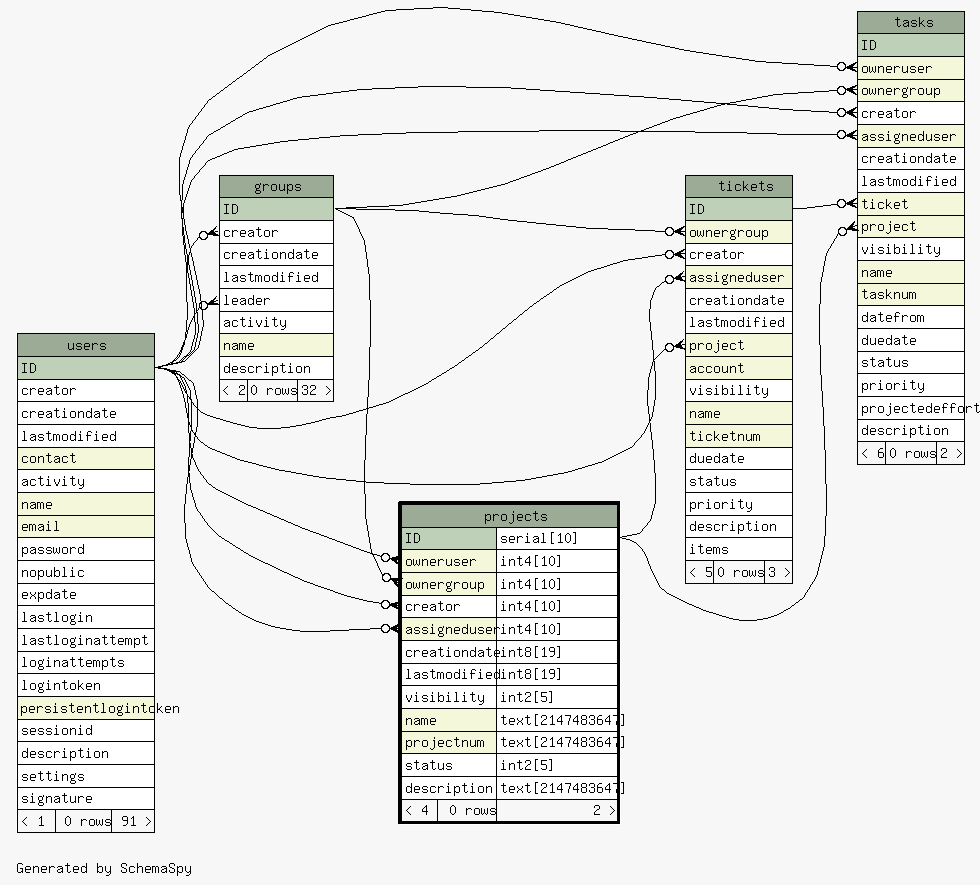 tasks
ID
owneruser
ownergroup
creator
assigneduser
creationdate
lastmodified
ticket
project
visibility
name
tasknum
datefrom
duedate
status
priority
projectedeffort
description
< 6 0 rows 2 >
groups
ID
creator
creationdate
lastmodified
leader
activity
name
description
< 2 0 rows 32 >
tickets
ID
ownergroup
creator
assigneduser
creationdate
lastmodified
project
account
visibility
name
ticketnum
duedate
status
priority
description
items
< 5 0 rows 3 >
users
ID
creator
creationdate
lastmodified
contact
activity
name
email
password
nopublic
expdate
lastlogin
lastloginattempt
loginattempts
logintoken
persistentlogintoken
sessionid
description
settings
signature
< 1 0 rows 91 >
projects
ID serial[10]
owneruser int4[10]
ownergroup int4[10]
creator int4[10]
assigneduser int4[10]
creationdate int8[19]
lastmodified int8[19]
visibility int2[5]
name text[2147483647]
projectnum text[2147483647]
status int2[5]
description text[2147483647]
< 4 0 rows 2 >
Generated by SchemaSpy